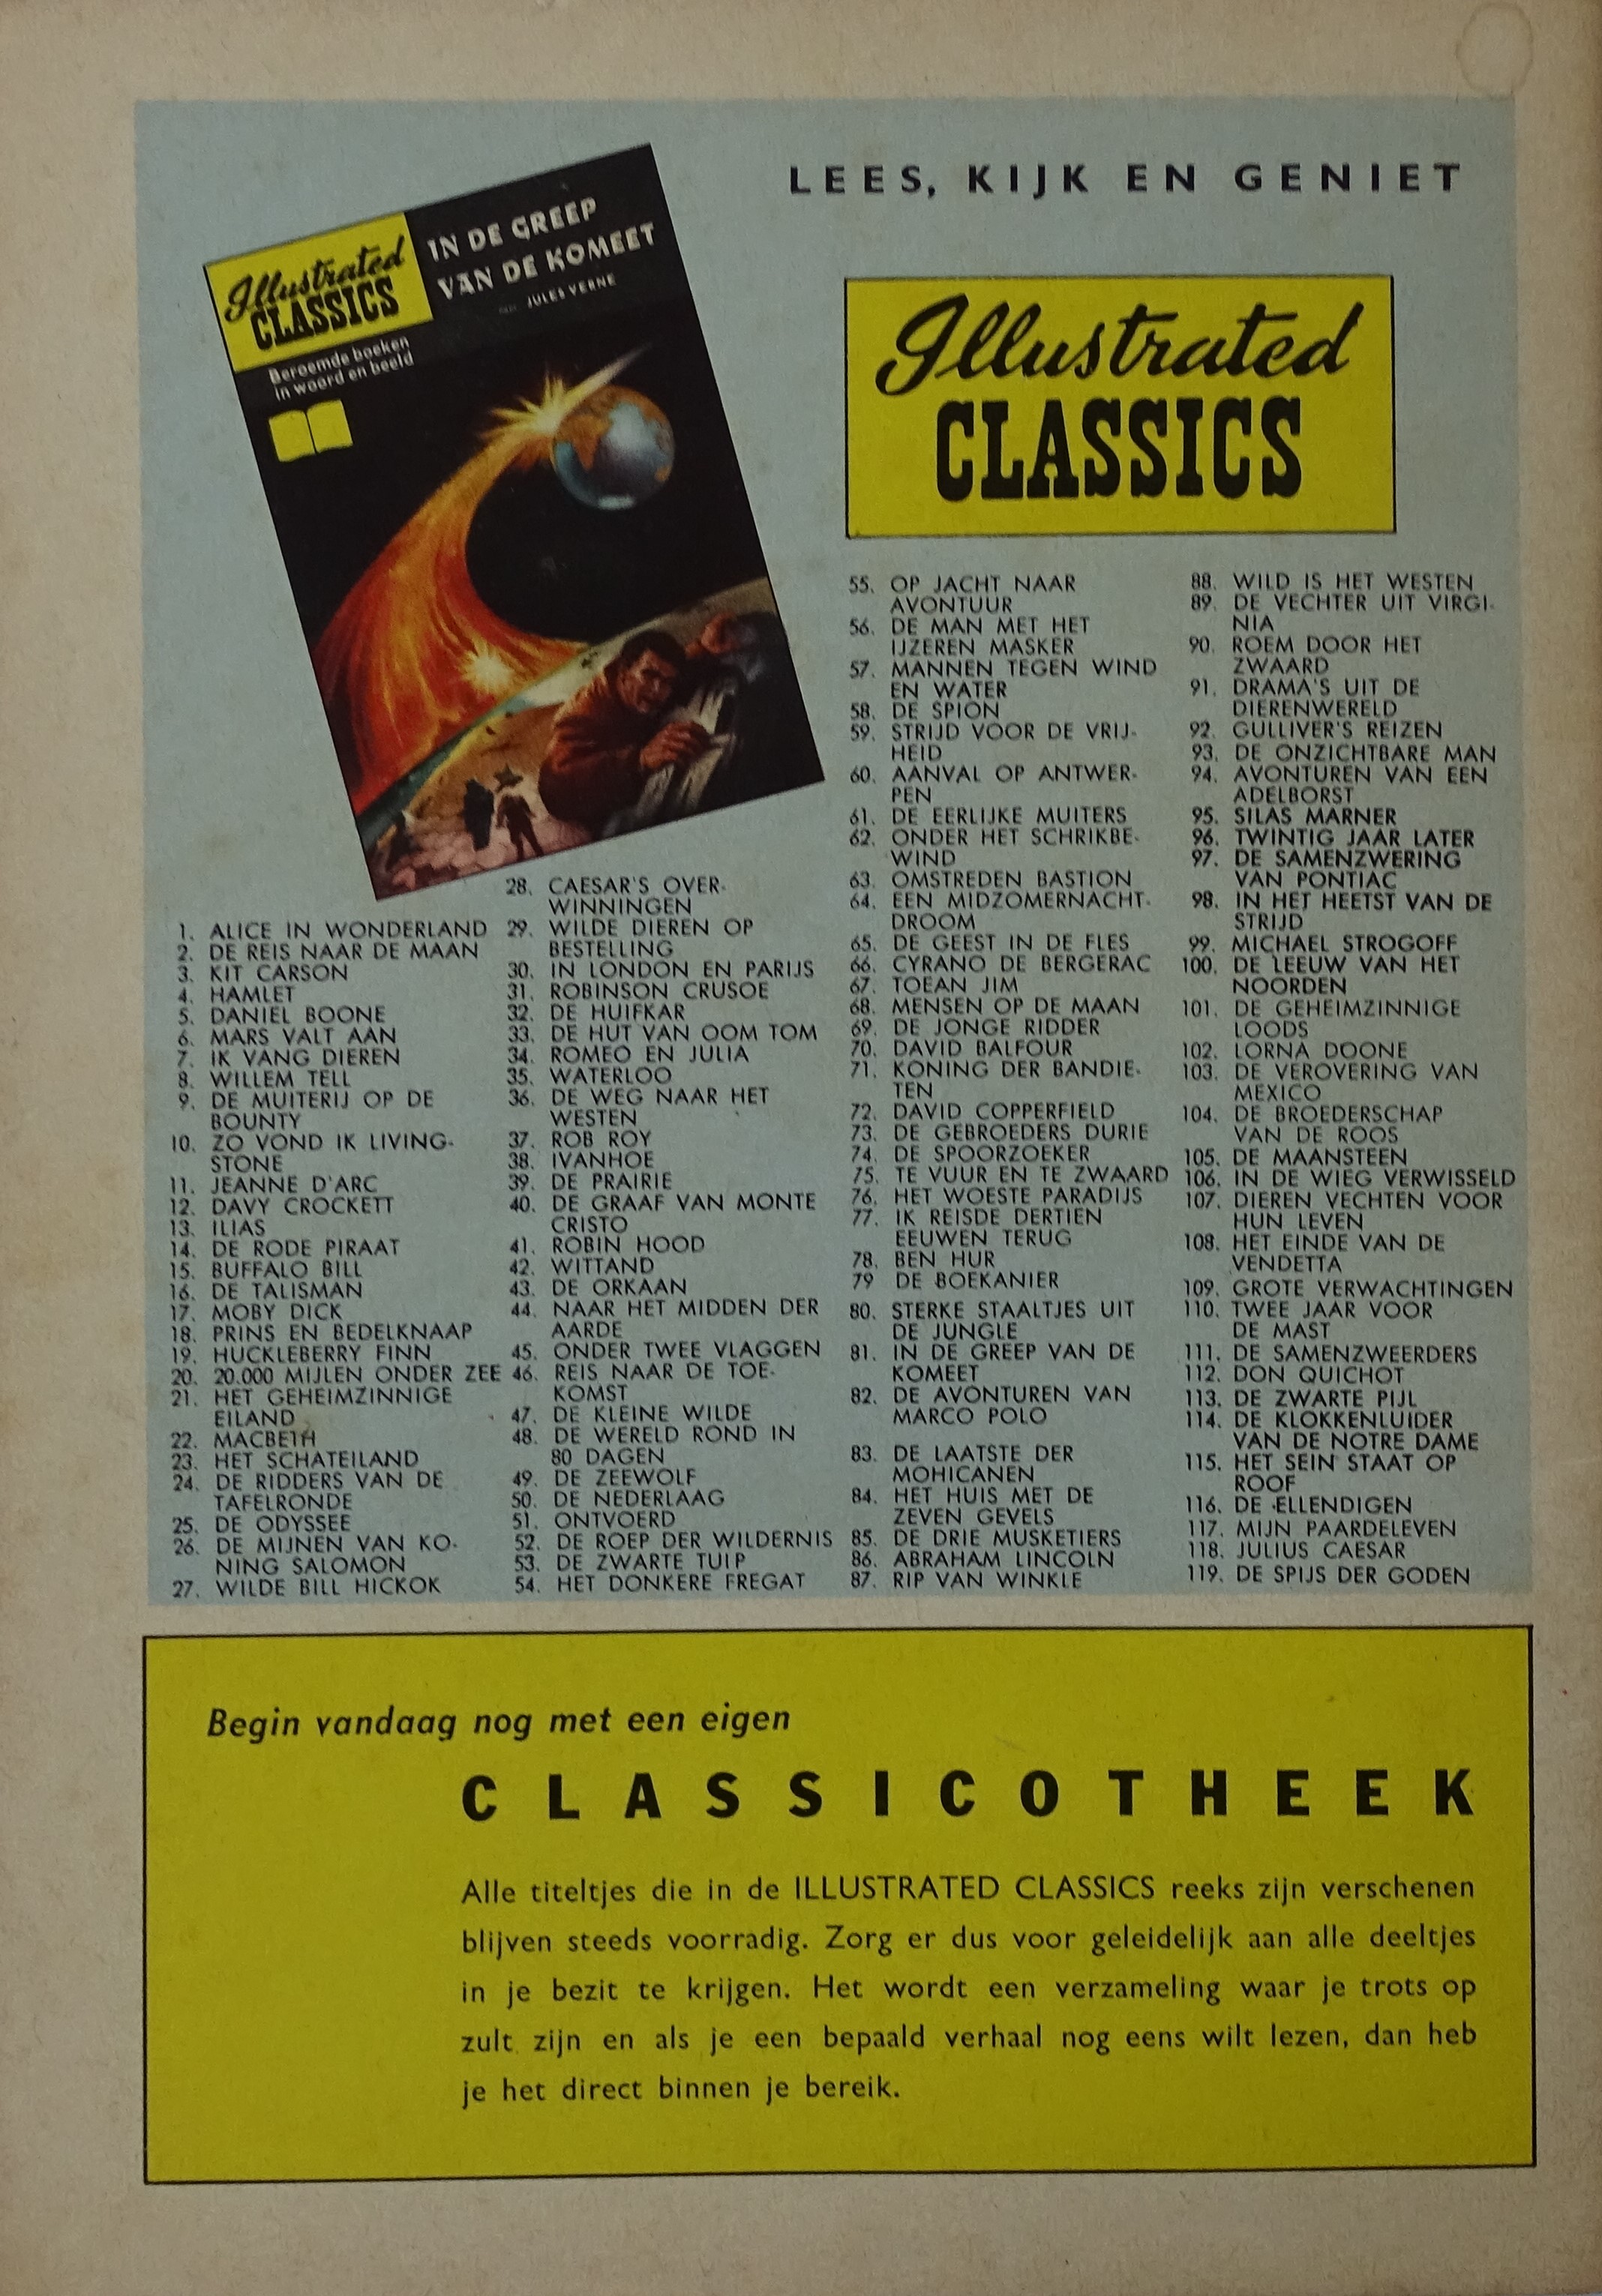 LEES, KIJK EN GENIET
Illustrated
CLASSICS
Beroemde boeken
in woord en beeld
IN DE GREEP
VAN DE KOMEET
JULES VERNE
Illustrated
CLASSICS
1. ALICE IN WONDERLAND
2. DE REIS NAAR DE MAAN
3. KIT CARSON
4. HAMLET
5. DANIEL BOONE
6. MARS VALT AAN
7. IK VANG DIEREN
8. WILLEM TELL
9. DE MUITERIJ OP DE
BOUNTY
10. ZO VOND IK LIVING-
STONE
11. JEANNE D'ARC
12. DAVY CROCKETT
13. ILIAS
14. DE RODE PIRAAT
15. BUFFALO BILL
16. DE TALISMAN
17. MOBY DICK
18. PRINS EN BEDELKNAAP
19. HUCKLEBERRY FINN
20. 20.000 MIJLEN ONDER ZEE
21. HET GEHEIMZINNIGE
EILAND
22. MACBETH
23. HET SCHATEILAND
24. DE RIDDERS VAN DE
TAFELRONDE
25. DE ODYSSEE
26. DE MIJNEN VAN KO-
NING SALOMON
27. WILDE BILL HICKOK
28. CAESAR'S OVER-
WINNINGEN
29. WILDE DIEREN OP
BESTELLING
30. IN LONDON EN PARIJS
31. ROBINSON CRUSOE
32. DE HUIFKAR
33. DE HUT VAN OOM TOM
34. ROMEO EN JULIA
35. WATERLOO
36. DE WEG NAAR HET
WESTEN
37. ROB ROY
38. IVANHOE
39. DE PRAIRIE
40. DE GRAAF VAN MONTE
CRISTO
41. ROBIN HOOD
42. WITTAND
43. DE ORKAAN
44. NAAR HET MIDDEN DER
AARDE
45. ONDER TWEE VLAGGEN
46. REIS NAAR DE TOE-
KOMST
47. DE KLEINE WILDE
48. DE WERELD ROND IN
80 DAGEN
49. DE ZEEWOLF
50. DE NEDERLAAG
51. ONTVOERD
52. DE ROEP DER WILDERNIS
53. DE ZWARTE TULP
54. HET DONKERE FREGAT
55. OP JACHT NAAR
AVONTUUR
56. DE MAN MET HET
IJZEREN MASKER
57. MANNEN TEGEN WIND
EN WATER
58. DE SPION
59. STRIJD VOOR DE VRIJ-
HEID
60. AANVAL OP ANTWER-
PEN
61. DE EERLIJKE MUITERS
62. ONDER HET SCHRIKBE-
WIND
63. OMSTREDEN BASTION
64. EEN MIDZOMERNACHT-
DROOM
65. DE GEEST IN DE FLES
66. CYRANO DE BERGERAC
67. TOEAN JIM
68. MENSEN OP DE MAAN
69. DE JONGE RIDDER
70. DAVID BALFOUR
71. KONING DER BANDIE-
TEN
72. DAVID COPPERFIELD
73. DE GEBROEDERS DURIE
74. DE SPOORZOEKER
75. TE VUUR EN TE ZWAARD
76. HET WOESTE PARADIJS
77. IK REISDE DERTIEN
EEUWEN TERUG
78. BEN HUR
79 DE BOEKANIER
80. STERKE STAALTJES UIT
DE JUNGLE
81. IN DE GREEP VAN DE
KOMEET
82. DE AVONTUREN VAN
MARCO POLO
83. DE LAATSTE DER
MOHICANEN
84. HET HUIS MET DE
ZEVEN GEVELS
85. DE DRIE MUSKETIERS
86. ABRAHAM LINCOLN
87. RIP VAN WINKLE
88. WILD IS HET WESTEN
89. DE VECHTER UIT VIRGI-
NIA
90. ROEM DOOR HET
ZWAARD
91. DRAMA'S UIT DE
DIERENWERELD
92. GULLIVER'S REIZEN
93. DE ONZICHTBARE MAN
94. AVONTUREN VAN EEN
ADELBORST
95. SILAS MARNER
96. TWINTIG JAAR LATER
97. DE SAMENZWERING
VAN PONTIAC
98. IN HET HEETST VAN DE
STRIJD
99. MICHAEL STROGOFF
100. DE LEEUW VAN HET
NOORDEN
101. DE GEHEIMZINNIGE
LOODS
102. LORNA DOONE
103. DE VEROVERING VAN
MEXICO
104. DE BROEDERSCHAP
VAN DE ROOS
105. DE MAANSTEEN
106. IN DE WIEG VERWISSELD
107. DIEREN VECHTEN VOOR
HUN LEVEN
108. HET EINDE VAN DE
VENDETTA
109. GROTE VERWACHTINGEN
110. TWEE JAAR VOOR
DE MAST
111. DE SAMENZWEERDERS
112. DON QUICHOT
113. DE ZWARTE PIJL
114. DE KLOKKENLUIDER
VAN DE NOTRE DAME
115. HET SEIN STAAT OP
ROOF
116. DE ELLENDIGEN
117. MIJN PAARDELEVEN
118. JULIUS CAESAR
119. DE SPIJS DER GODEN
Begin vandaag nog met een eigen
CLASSICOTHEEK
Alle titeltjes die in de ILLUSTRATED CLASSICS reeks zijn verschenen
blijven steeds voorradig. Zorg er dus voor geleidelijk aan alle deeltjes
in je bezit te krijgen. Het wordt een verzameling waar je trots op
zult zijn en als je een bepaald verhaal nog eens wilt lezen, dan heb
je het direct binnen je bereik.